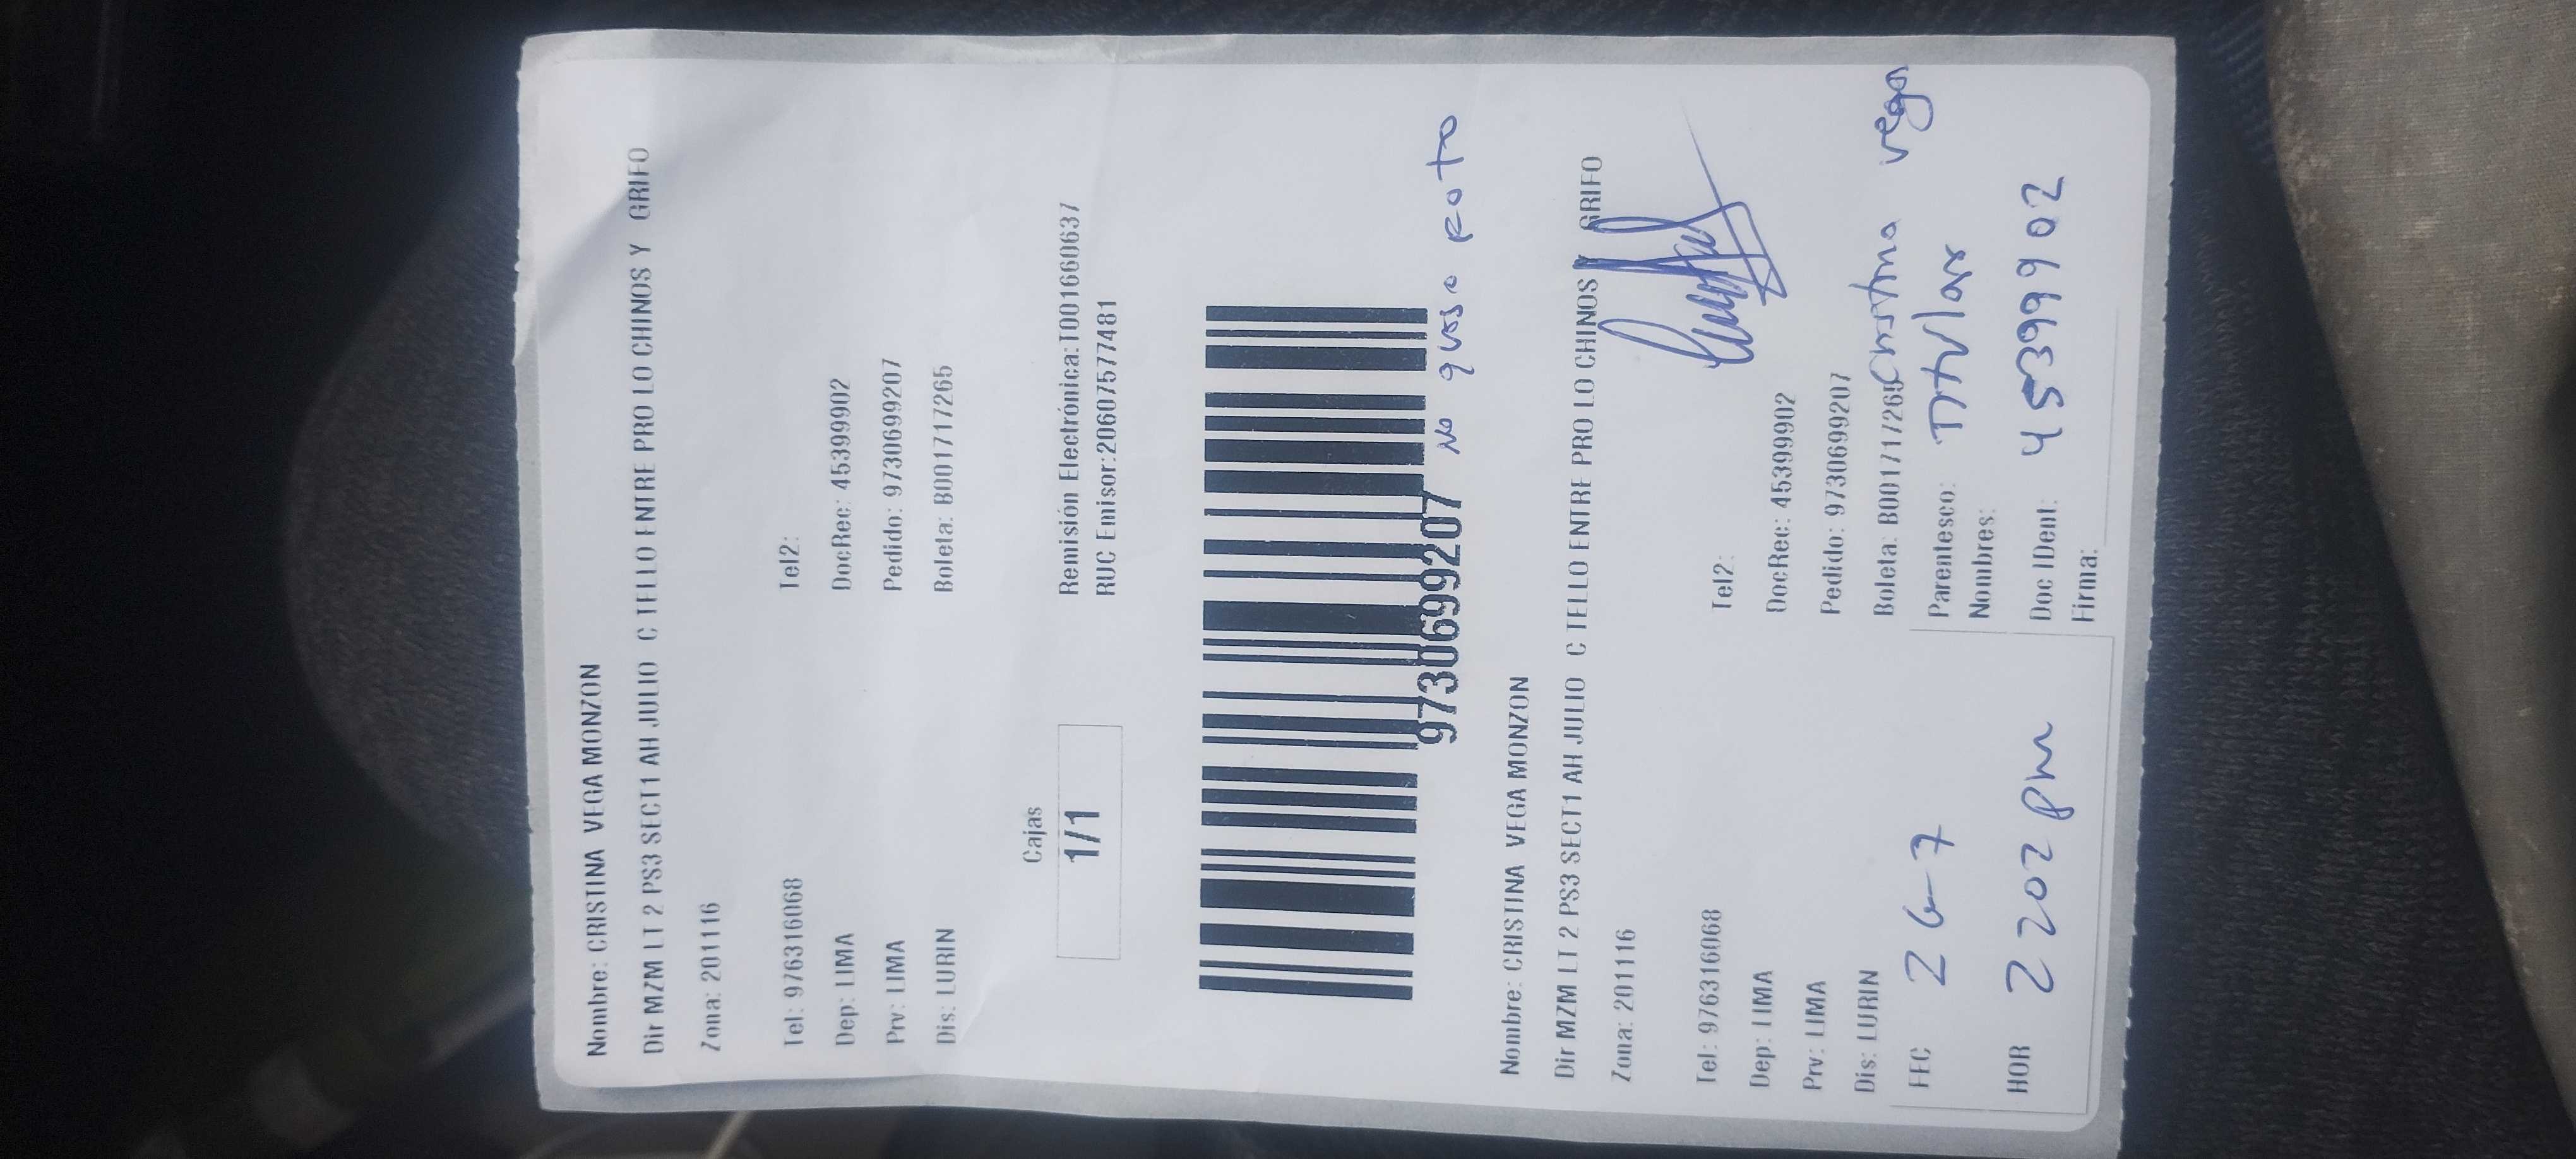 Nombre: CRISTINA VEGA MONZON
Dir MZM LT 2 PS3 SECT1 AH JULIO C TELLO ENTRE PRO LO CHINOS Y GRIFO
Zona: 201116
Tel: 976316068 Tel2:
Dep: LIMA DocRec: 45399902
Prv: LIMA Pedido: 9730699207
Dis: LURIN Boleta: B001717265
Cajas
1/1
Remisión Electrónica:T001660637
RUC Emisor:20607577481
9730699207
No quiso foto
Nombre: CRISTINA VEGA MONZON
Dir MZM LT 2 PS3 SECT1 AH JULIO C TELLO ENTRE PRO LO CHINOS Y GRIFO
Zona: 201116
Tel: 976316068 Tel2:
Dep: LIMA DocRec: 45399902
Prv: LIMA Pedido: 9730699207
Dis: LURIN Boleta: B001717265
Cristina Vega
FEC 26-7
Parentesco: Titular
Nombres:
HOR 2 202 pm
Doc IDent: 45399902
Firma: